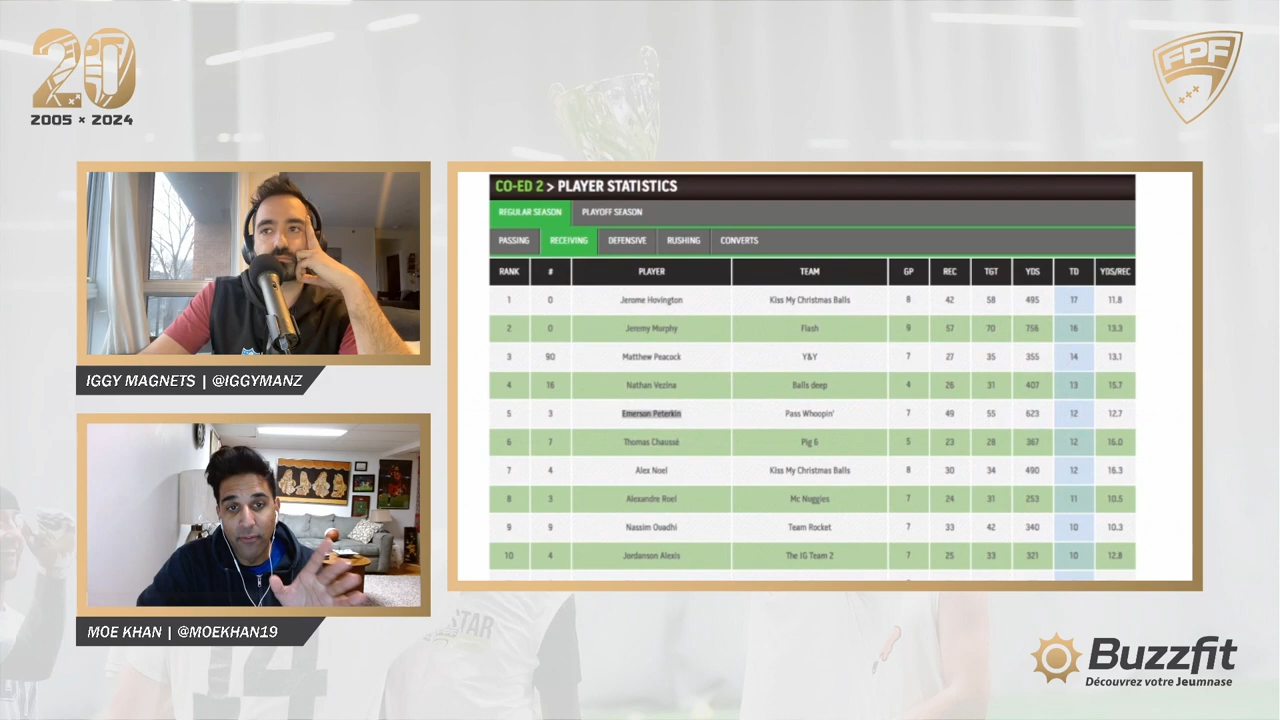 20
2005 × 2024
FPF
IGGY MAGNETS | @IGGYMANZ
MOE KHAN | @MOEKHAN19
CO-ED 2 > PLAYER STATISTICS
REGULAR SEASON PLAYOFF SEASON
PASSING RECEIVING DEFENSIVE RUSHING CONVERTS
RANK # PLAYER TEAM GP REC TGT YDS TD YDS/REC
1 0 Jerome Hovington Kiss My Christmas Balls 8 42 58 495 17 11.8
2 0 Jeremy Murphy Flash 9 57 70 756 16 13.3
3 90 Matthew Peacock Y&Y 7 27 35 355 14 13.1
4 16 Nathan Vezina Balls deep 4 26 31 407 13 15.7
5 3 Emerson Peterkin Pass Whoopin' 7 49 55 623 12 12.7
6 7 Thomas Chaussé Pig 6 5 23 28 367 12 16.0
7 4 Alex Noel Kiss My Christmas Balls 8 30 34 490 12 16.3
8 3 Alexandre Roel Mc Nuggies 7 24 31 253 11 10.5
9 9 Nassim Ouadhi Team Rocket 7 33 42 340 10 10.3
10 4 Jordanson Alexis The IG Team 2 7 25 33 321 10 12.8
STAR
14
Buzzfit
Découvrez votre Jeumnase